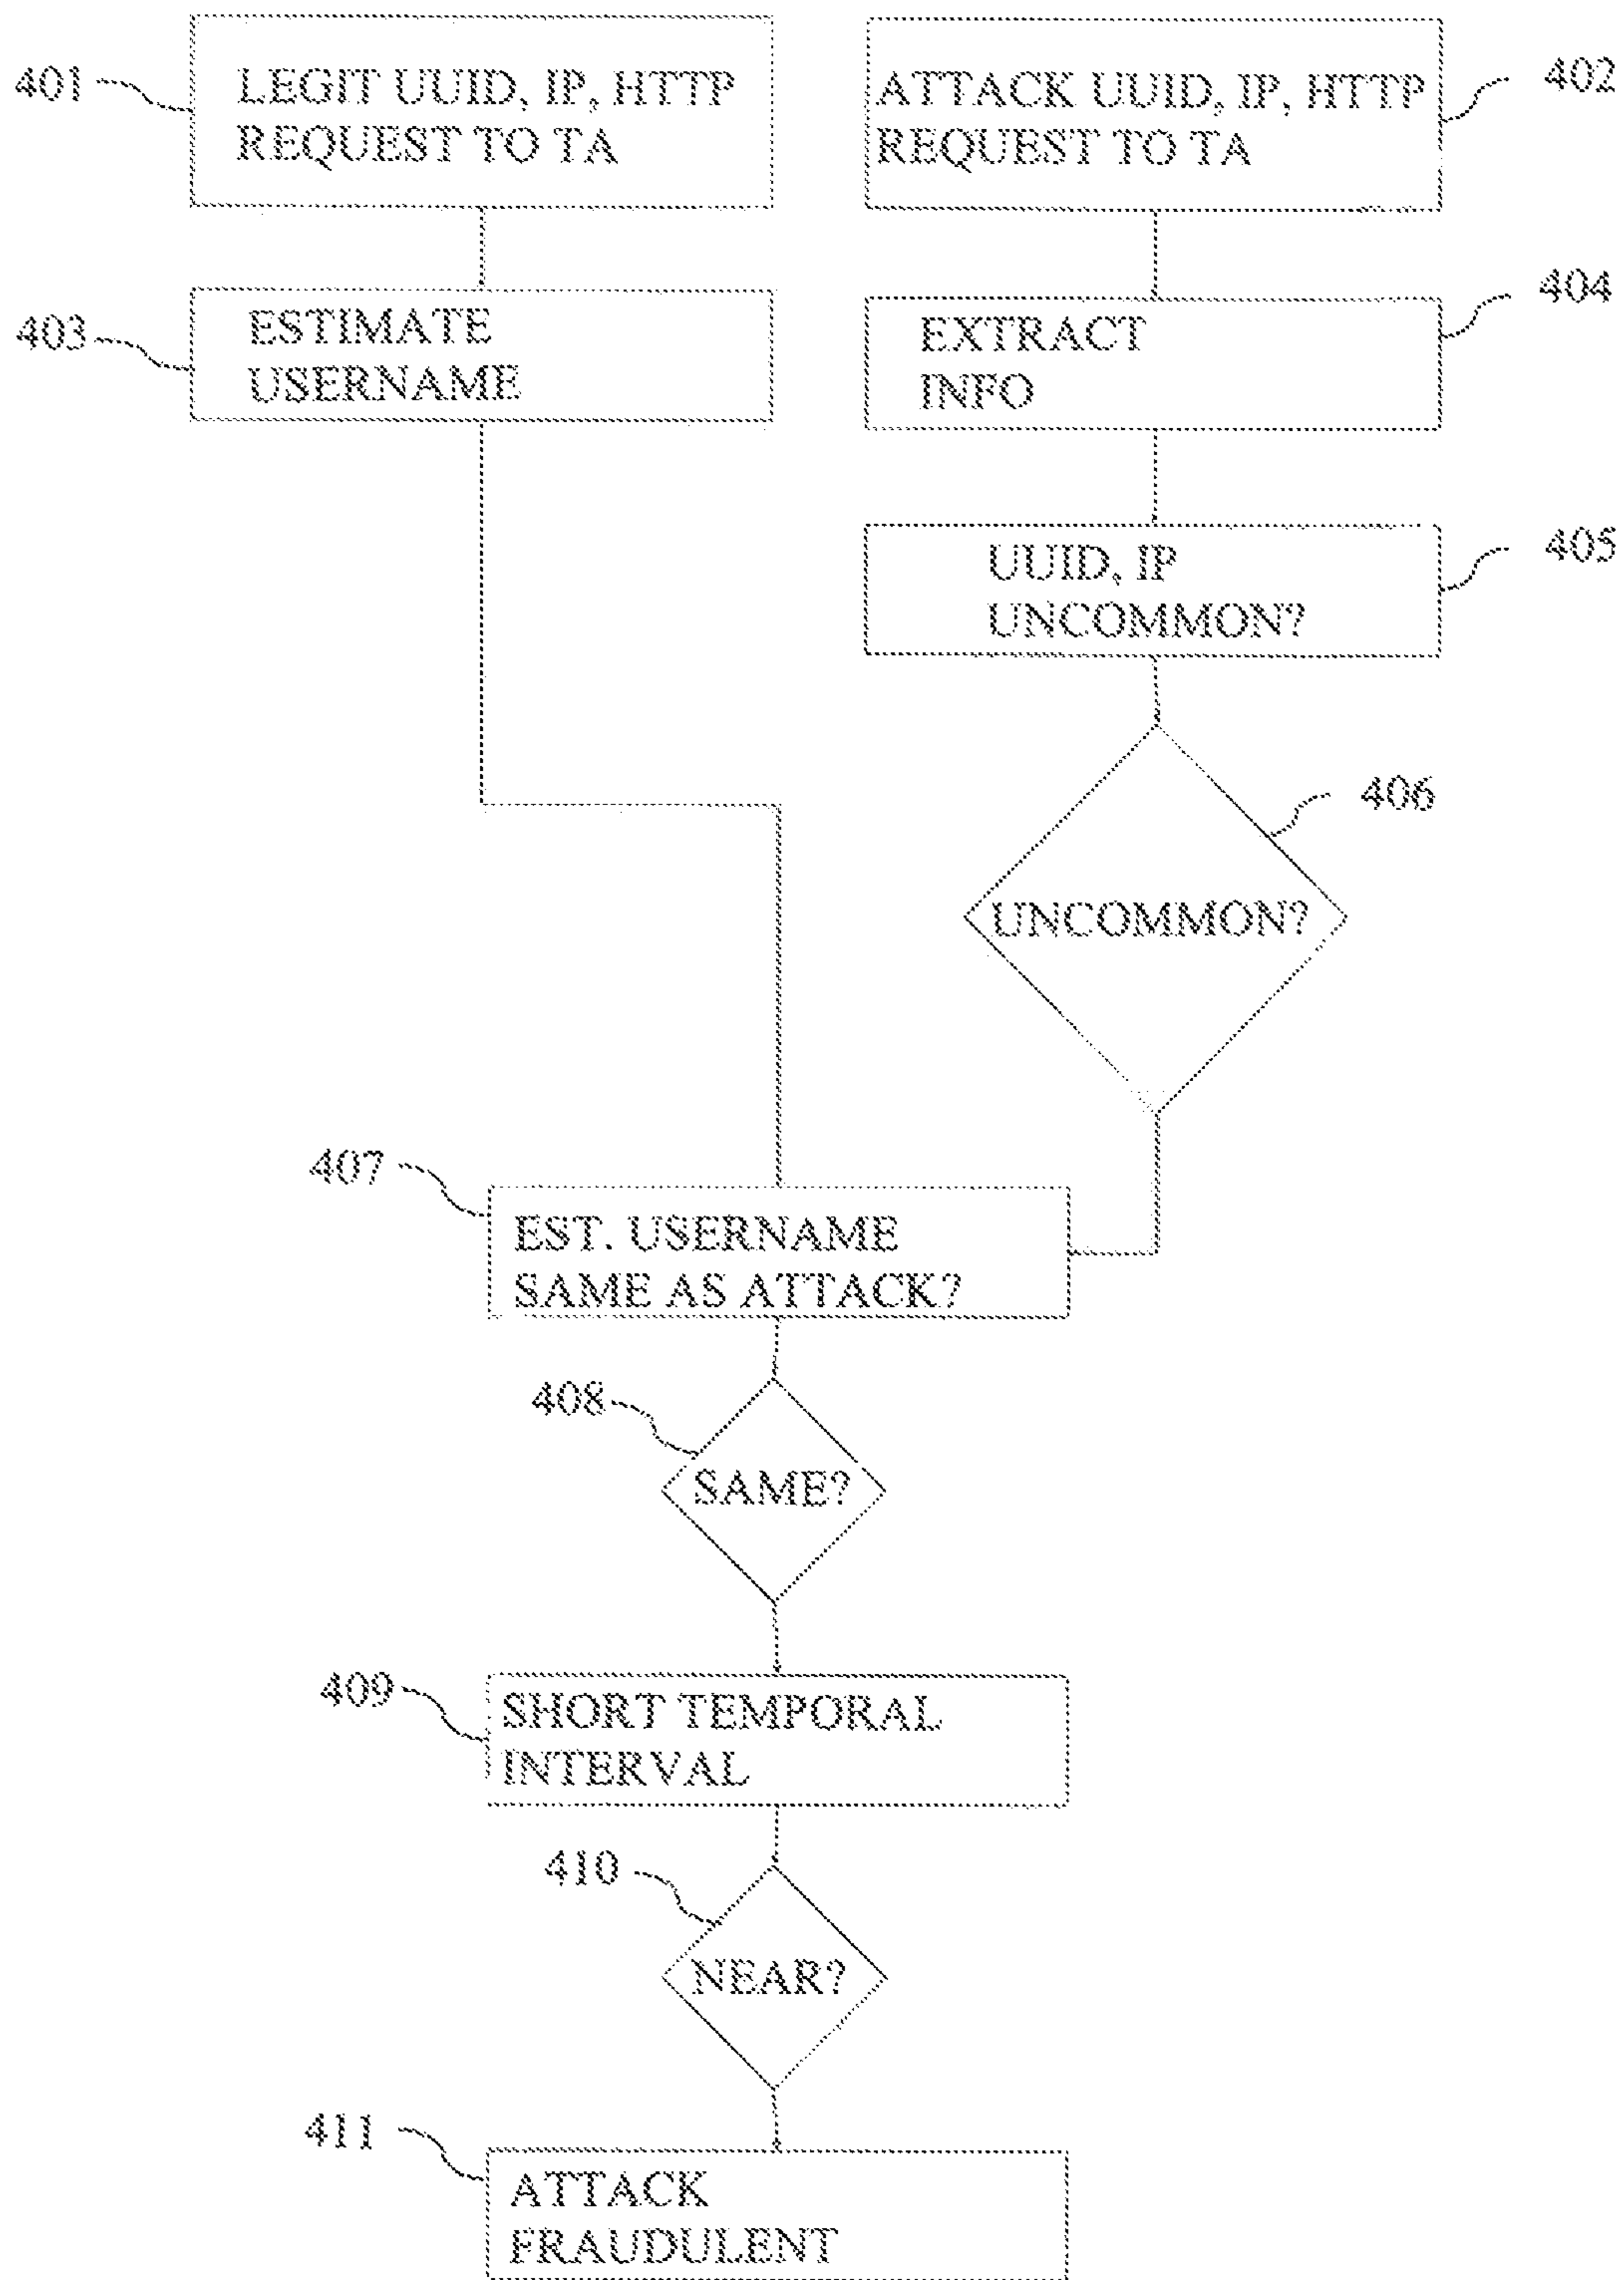 401
LEGIT UUID, IP, HTTP
REQUEST TO TA
402
ATTACK UUID, IP, HTTP
REQUEST TO TA
403
ESTIMATE
USERNAME
404
EXTRACT
INFO
405
UUID, IP
UNCOMMON?
406
UNCOMMON?
407
EST. USERNAME
SAME AS ATTACK?
408
SAME?
409
SHORT TEMPORAL
INTERVAL
410
NEAR?
411
ATTACK
FRAUDULENT